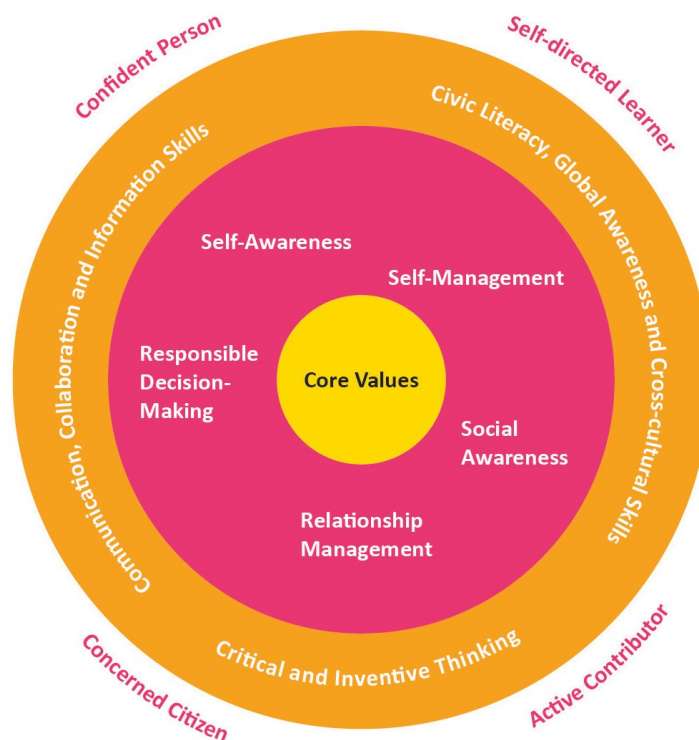 Confident Person
Self-directed Learner
Communication, Collaboration and Information Skills
Civic Literacy, Global Awareness and Cross-cultural Skills
Self-Awareness
Self-Management
Responsible
Decision-
Making
Core Values
Social
Awareness
Relationship
Management
Critical and Inventive Thinking
Concerned Citizen
Active Contributor